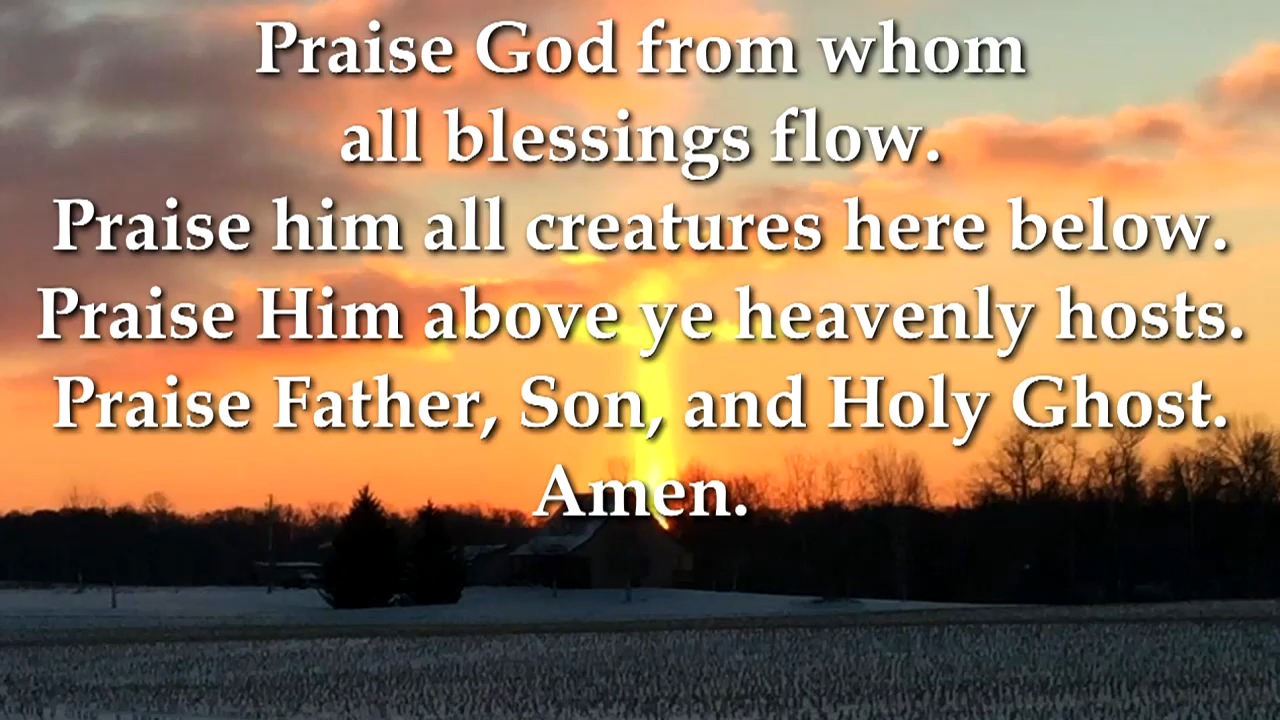 Praise God from whom
all blessings flow.
Praise him all creatures here below.
Praise Him above ye heavenly hosts.
Praise Father, Son, and Holy Ghost.
Amen.